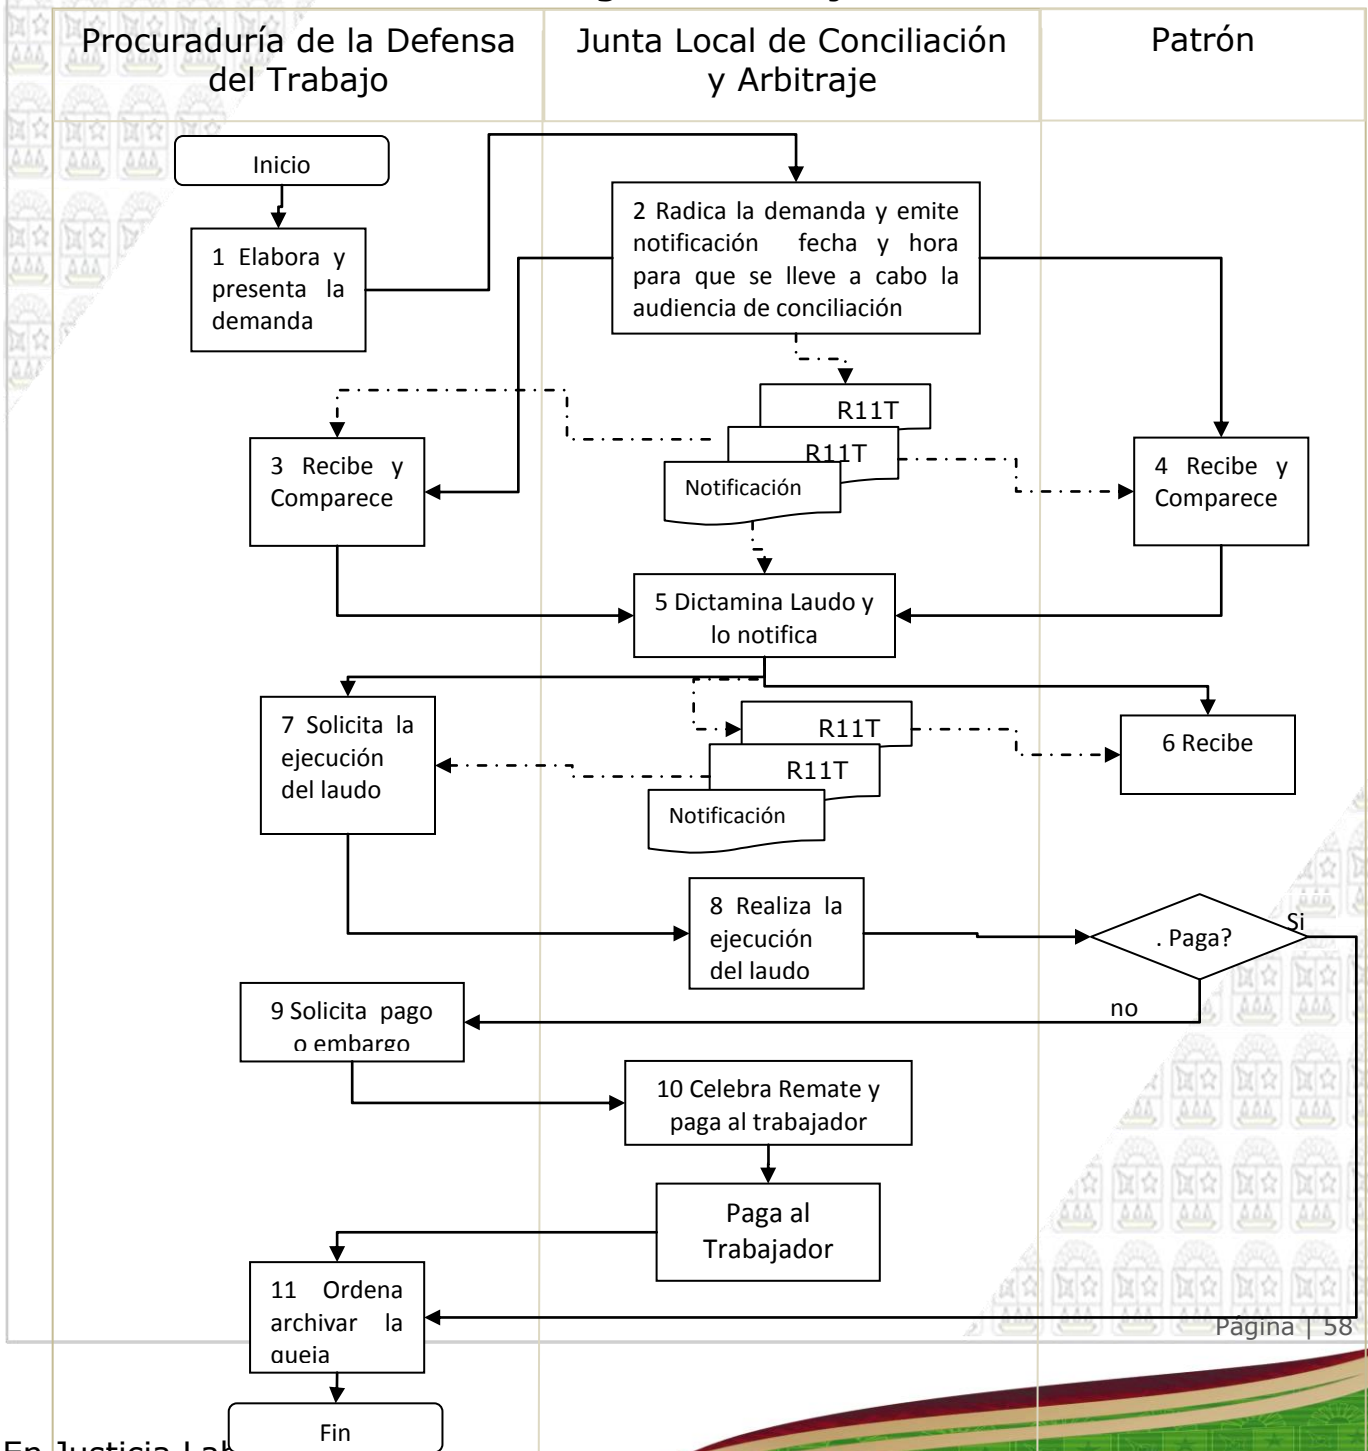 Procuraduría de la Defensa
del Trabajo
Junta Local de Conciliación
y Arbitraje
Patrón
Inicio
1 Elabora y
presenta la
demanda
2 Radica la demanda y emite
notificación fecha y hora
para que se lleve a cabo la
audiencia de conciliación
R11T
R11T
Notificación
3 Recibe y
Comparece
4 Recibe y
Comparece
5 Dictamina Laudo y
lo notifica
7 Solicita la
ejecución
del laudo
R11T
R11T
Notificación
6 Recibe
8 Realiza la
ejecución
del laudo
. Paga?
Si
no
9 Solicita pago
o embargo
10 Celebra Remate y
paga al trabajador
Paga al
Trabajador
11 Ordena
archivar la
queja
Página | 58
Fin
En Justicia